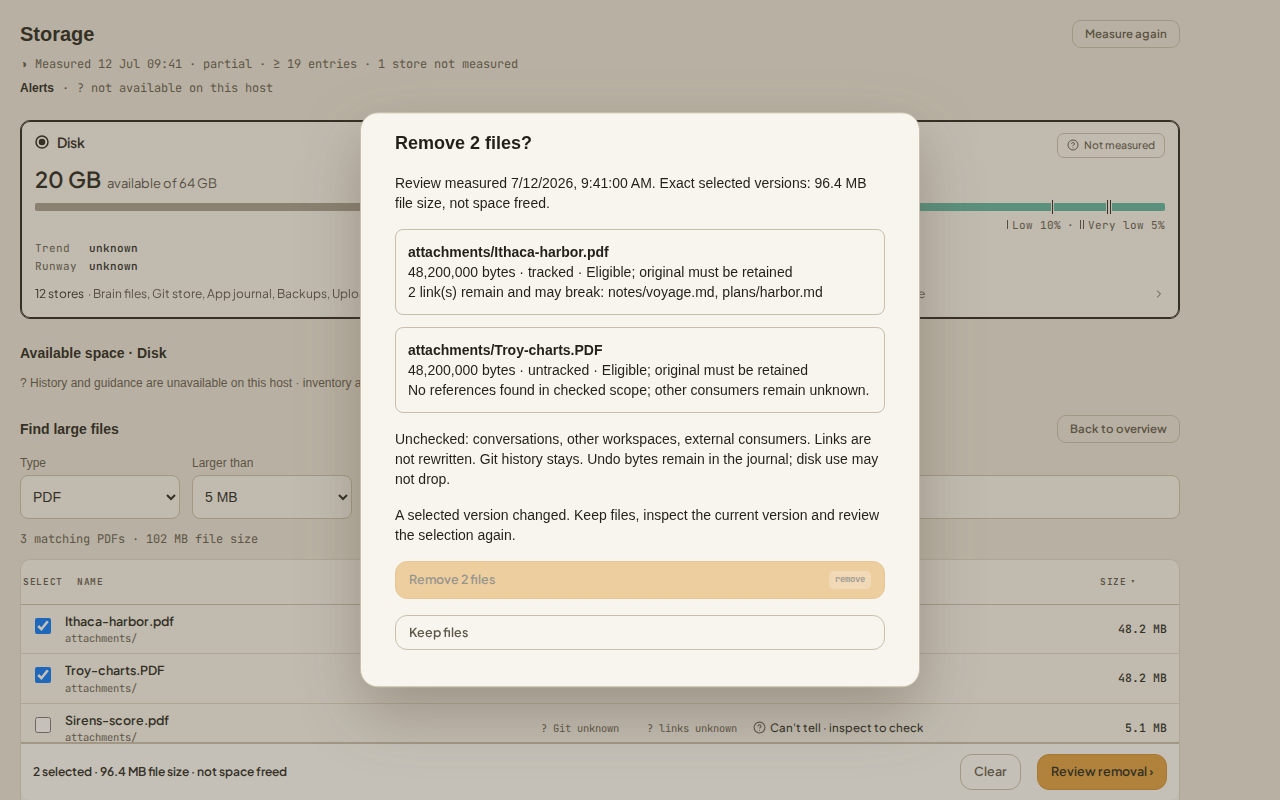 Storage
Measure again
Measured 12 Jul 09:41 · partial · ≥ 19 entries · 1 store not measured
Alerts · ? not available on this host
Disk
Not measured
20 GB available of 64 GB
Low 10% · Very low 5%
Trend unknown
Runway unknown
12 stores · Brain files, Git store, App journal, Backups, Uplo
Available space · Disk
? History and guidance are unavailable on this host · inventory a
Find large files
Back to overview
Type
Larger than
PDF
5 MB
3 matching PDFs · 102 MB file size
SELECT NAME
SIZE
Ithaca-harbor.pdf
attachments/
48.2 MB
Troy-charts.PDF
attachments/
48.2 MB
Sirens-score.pdf
attachments/
? Git unknown
? links unknown
Can't tell · inspect to check
5.1 MB
2 selected · 96.4 MB file size · not space freed
Clear
Review removal ›
Remove 2 files?
Review measured 7/12/2026, 9:41:00 AM. Exact selected versions: 96.4 MB
file size, not space freed.
attachments/Ithaca-harbor.pdf
48,200,000 bytes · tracked · Eligible; original must be retained
2 link(s) remain and may break: notes/voyage.md, plans/harbor.md
attachments/Troy-charts.PDF
48,200,000 bytes · untracked · Eligible; original must be retained
No references found in checked scope; other consumers remain unknown.
Unchecked: conversations, other workspaces, external consumers. Links are
not rewritten. Git history stays. Undo bytes remain in the journal; disk use may
not drop.
A selected version changed. Keep files, inspect the current version and review
the selection again.
Remove 2 files
remove
Keep files